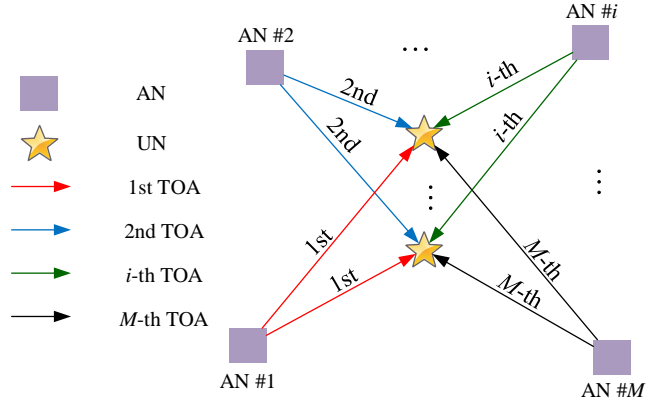 AN #i
AN #2
...
2nd
i-th
AN
2nd
i-th
UN
1st TOA
...
...
2nd TOA
1st
M-th
i-th TOA
1st
M-th
M-th TOA
AN #1
AN #M